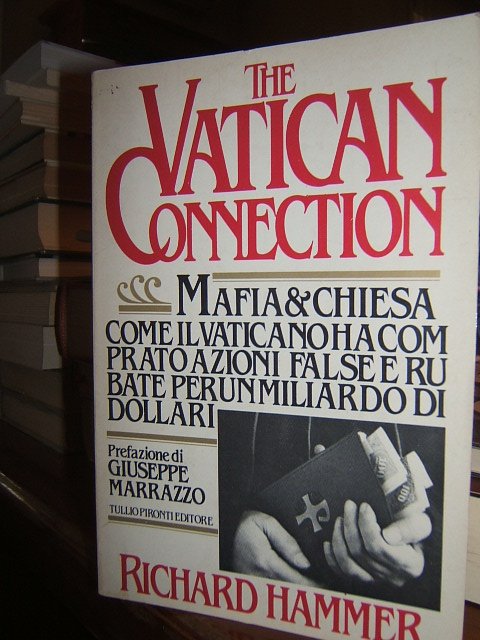 THE
VATICAN
CONNECTION
MAFIA & CHIESA
COME IL VATICANO HA COM
PRATO AZIONI FALSE E RU
BATE PER UN MILIARDO DI
DOLLARI
Prefazione di
GIUSEPPE
MARRAZZO
TULLIO PIRONTI EDITORE
RICHARD HAMMER